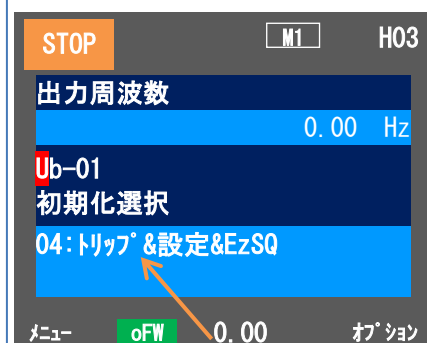 STOP M1 H03
出力周波数
0.00 Hz
Ub-01
初期化選択
04:ﾄﾘｯﾌﾟ&設定&EzSQ
ﾒﾆｭｰ oFW 0.00 ｵﾌﾟｼｮﾝ